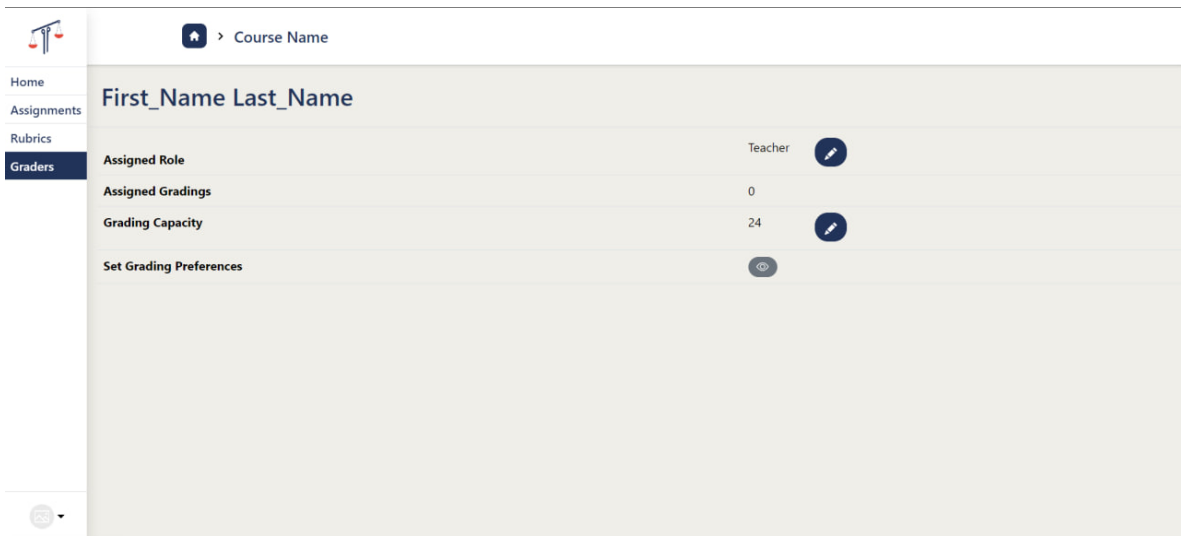 > Course Name
Home
Assignments
Rubrics
Graders
First_Name Last_Name
Assigned Role Teacher
Assigned Gradings 0
Grading Capacity 24
Set Grading Preferences